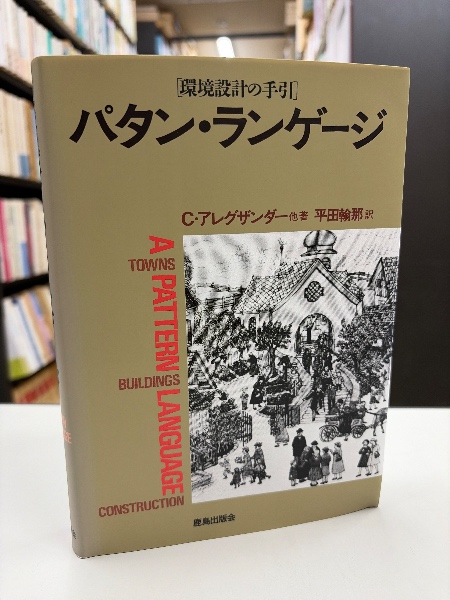 [環境設計の手引]
パタン・ランゲージ
C・アレグザンダー他著 平田翰那訳
A PATTERN LANGUAGE
TOWNS
BUILDINGS
CONSTRUCTION
鹿島出版会